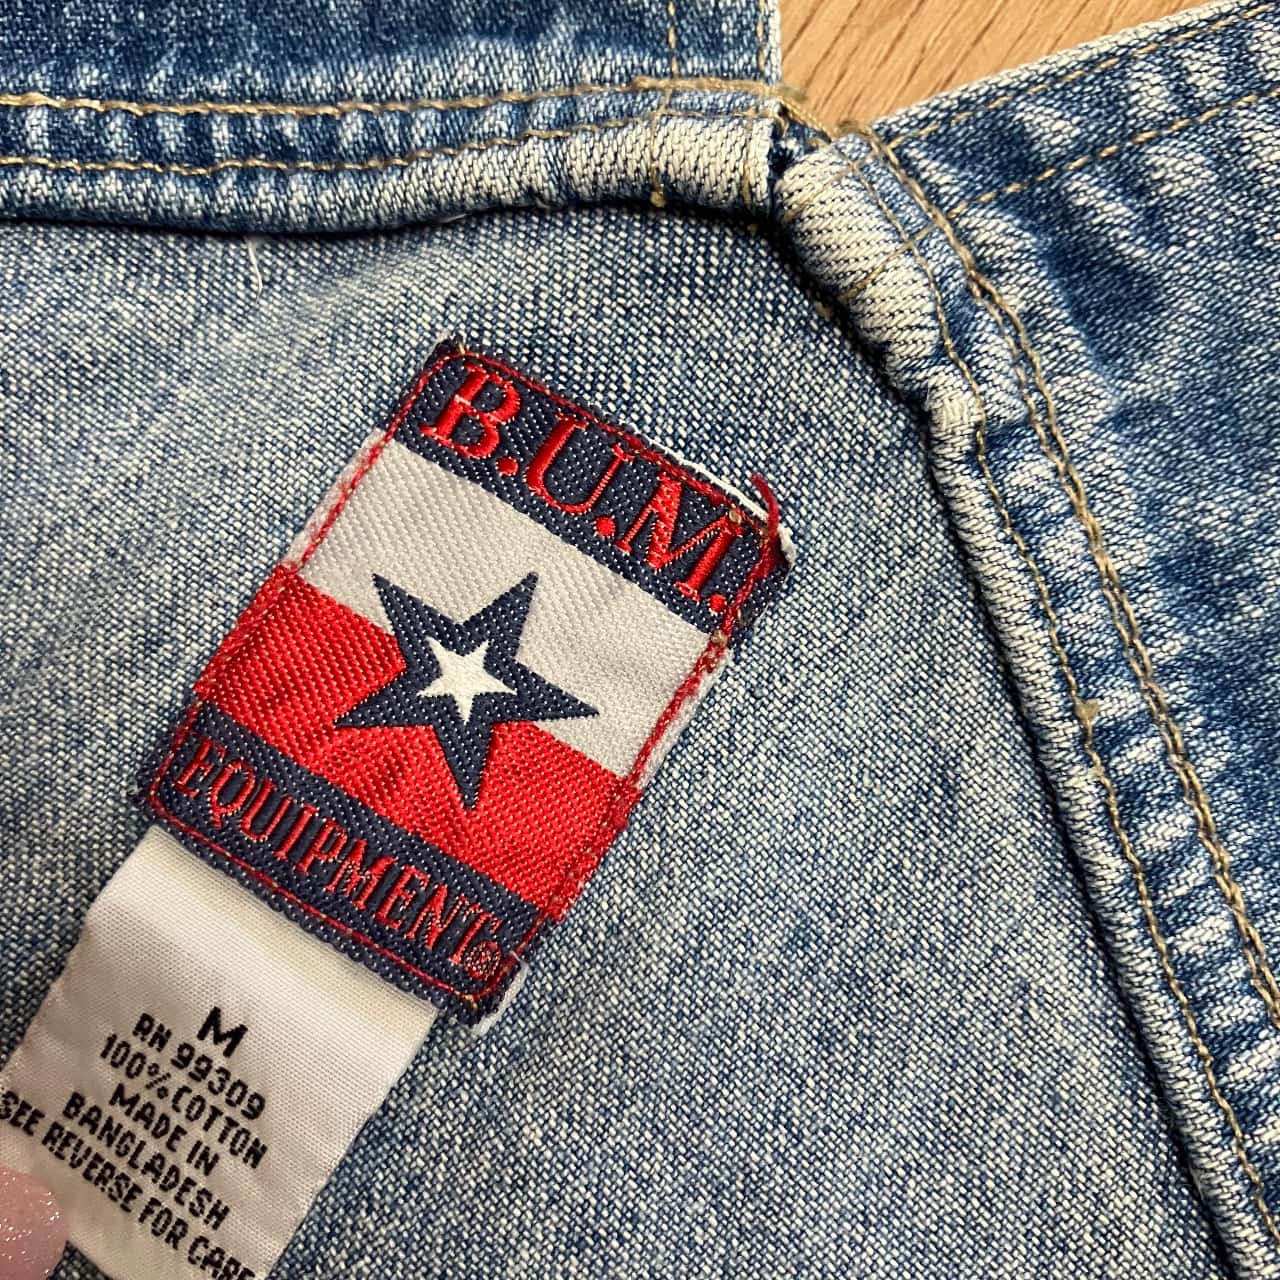 B.U.M.
EQUIPMENT®
M
RN 99309
100% COTTON
MADE IN
BANGLADESH
SEE REVERSE FOR CARE